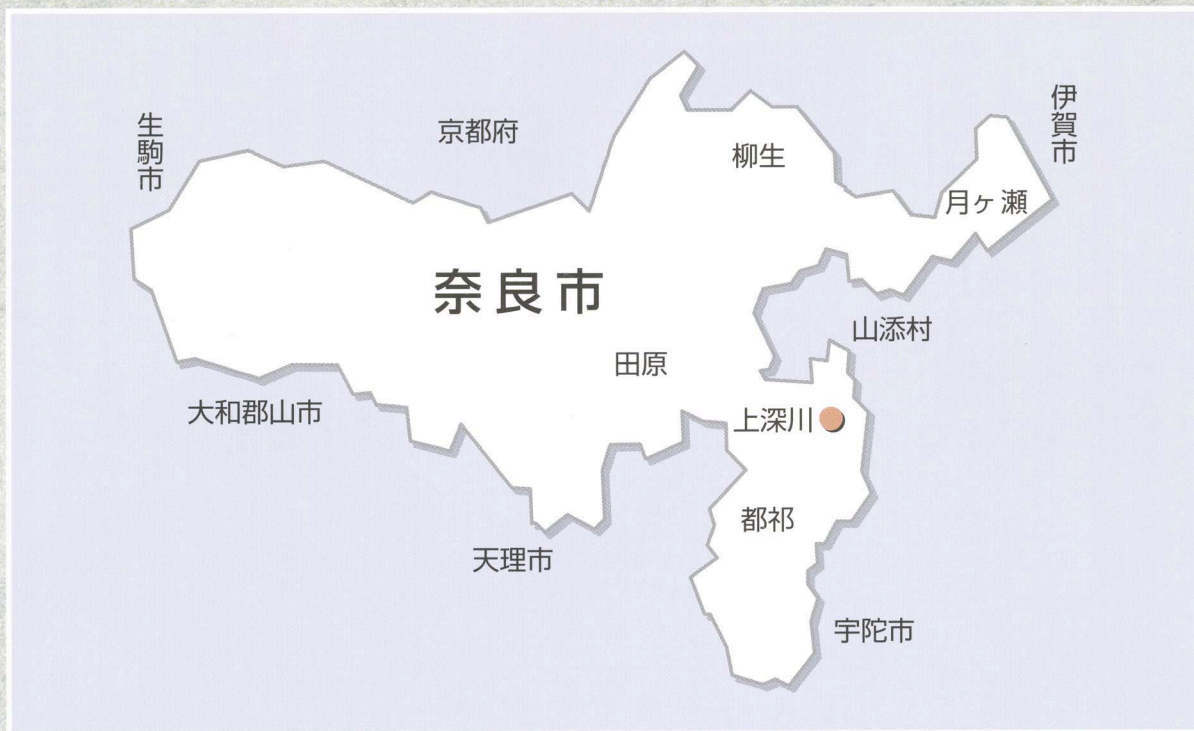 生駒市
京都府
伊賀市
柳生
月ヶ瀬
奈良市
山添村
田原
大和郡山市
上深川
都祁
天理市
宇陀市